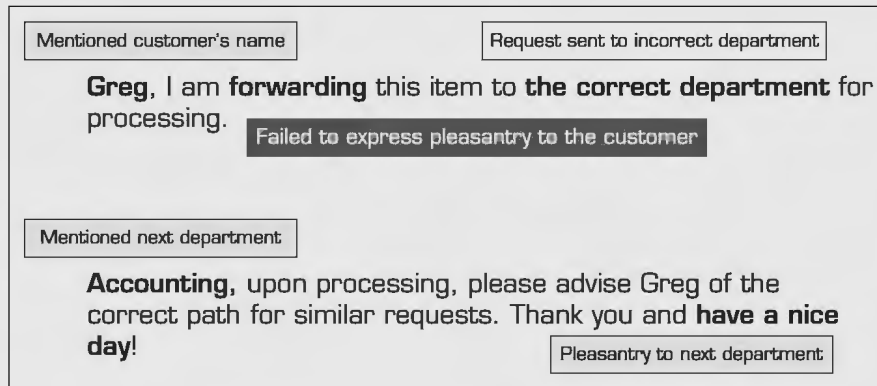 Mentioned customer's name
Request sent to incorrect department
Greg, I am forwarding this item to the correct department for
processing.
Failed to express pleasantry to the customer
Mentioned next department
Accounting, upon processing, please advise Greg of the
correct path for similar requests. Thank you and have a nice
day!
Pleasantry to next department